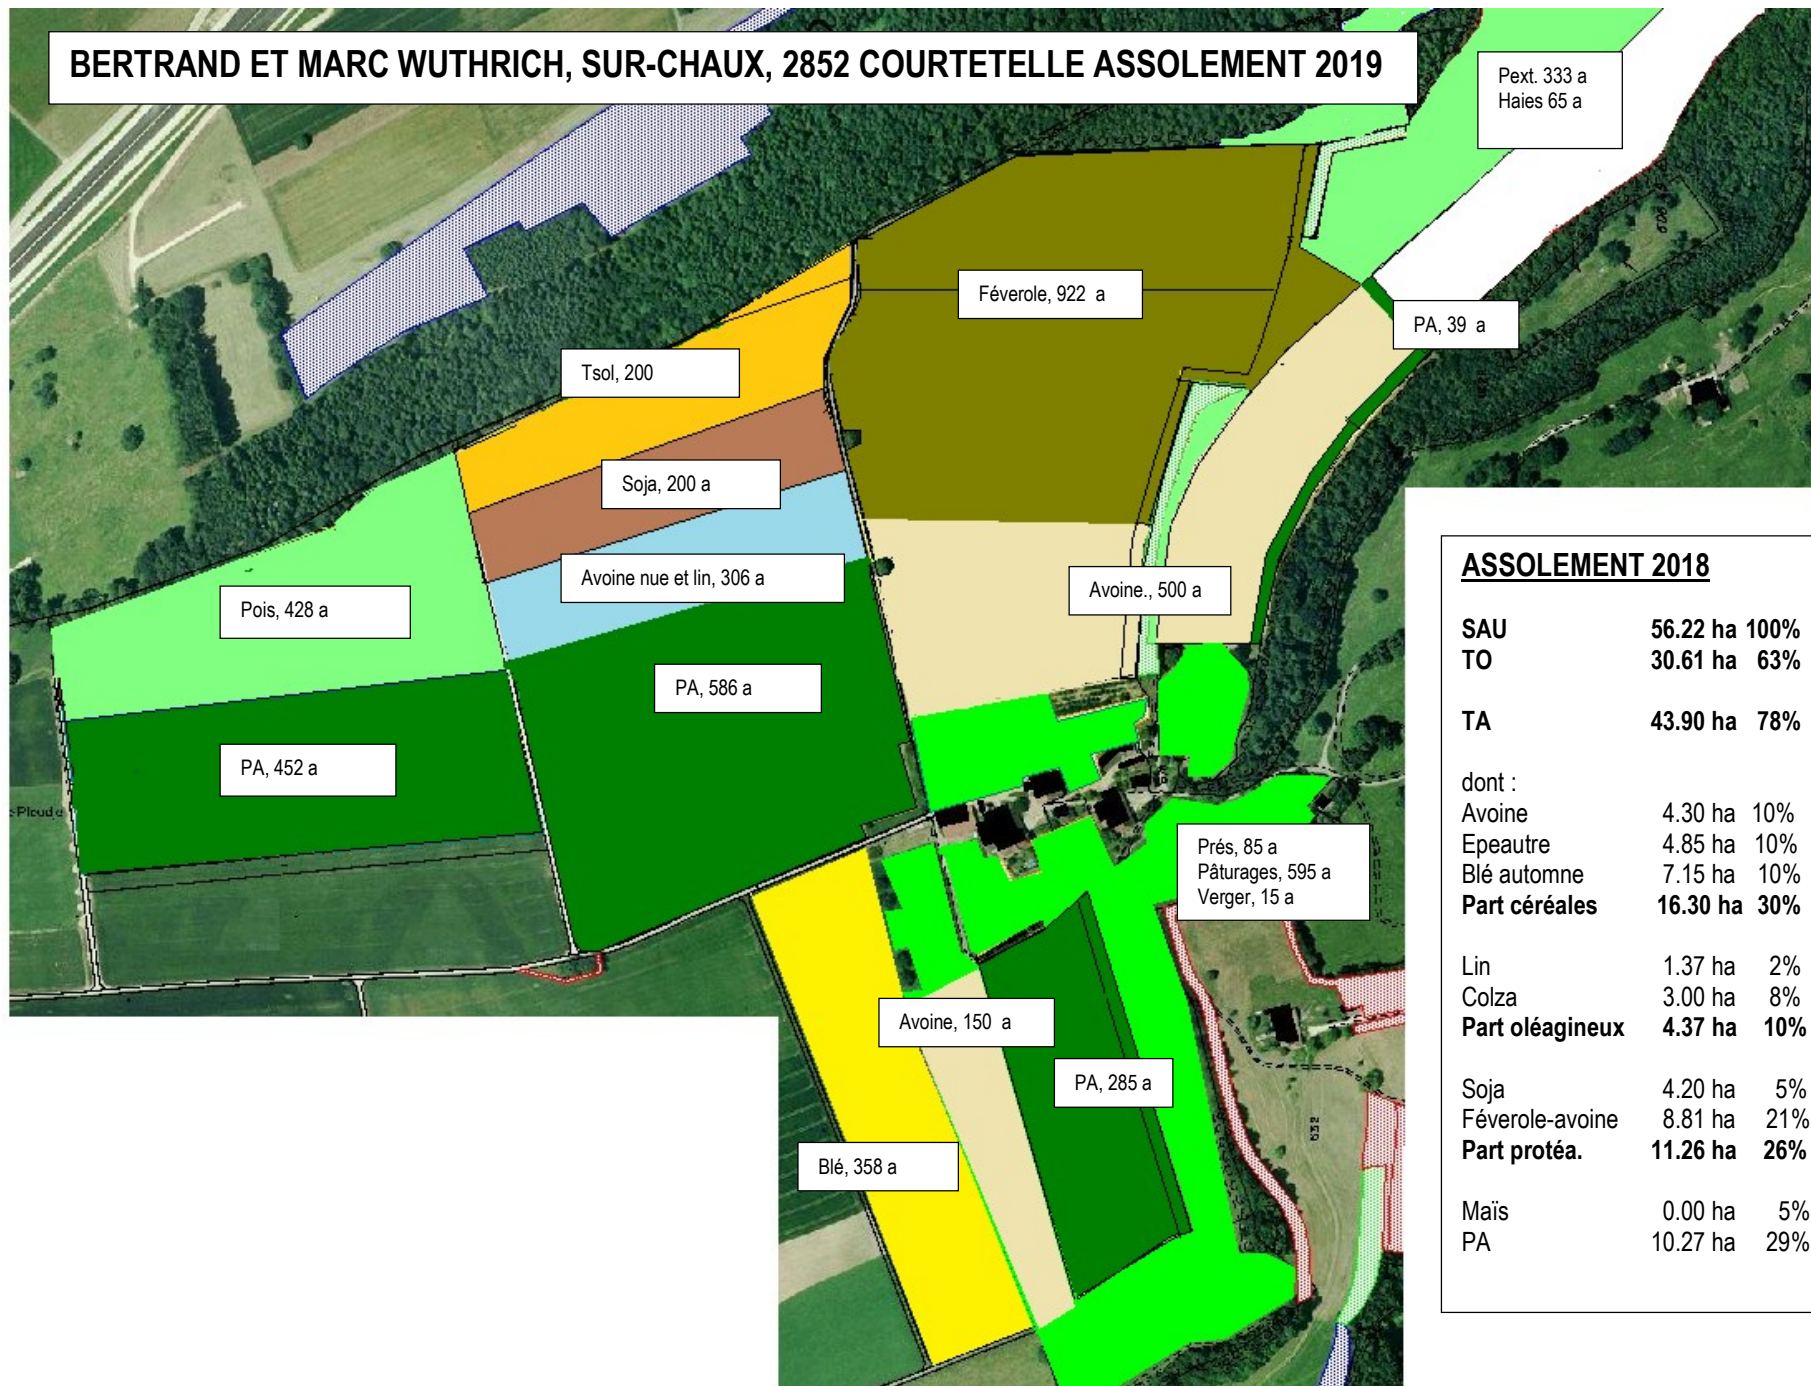 BERTRAND ET MARC WUTHRICH, SUR-CHAUX, 2852 COURTETELLE ASSOLEMENT 2019
Pext. 333 a
Haies 65 a
609
Féverole, 922 a
PA, 39 a
Tsol, 200
Soja, 200 a
Avoine nue et lin, 306 a
Avoine., 500 a
Pois, 428 a
PA, 586 a
PA, 452 a
Prés, 85 a
Pâturages, 595 a
Verger, 15 a
Avoine, 150 a
PA, 285 a
Blé, 358 a
632
ASSOLEMENT 2018
SAU 56.22 ha 100%
TO 30.61 ha 63%
TA 43.90 ha 78%
dont :
Avoine 4.30 ha 10%
Epeautre 4.85 ha 10%
Blé automne 7.15 ha 10%
Part céréales 16.30 ha 30%
Lin 1.37 ha 2%
Colza 3.00 ha 8%
Part oléagineux 4.37 ha 10%
Soja 4.20 ha 5%
Féverole-avoine 8.81 ha 21%
Part protéa. 11.26 ha 26%
Maïs 0.00 ha 5%
PA 10.27 ha 29%